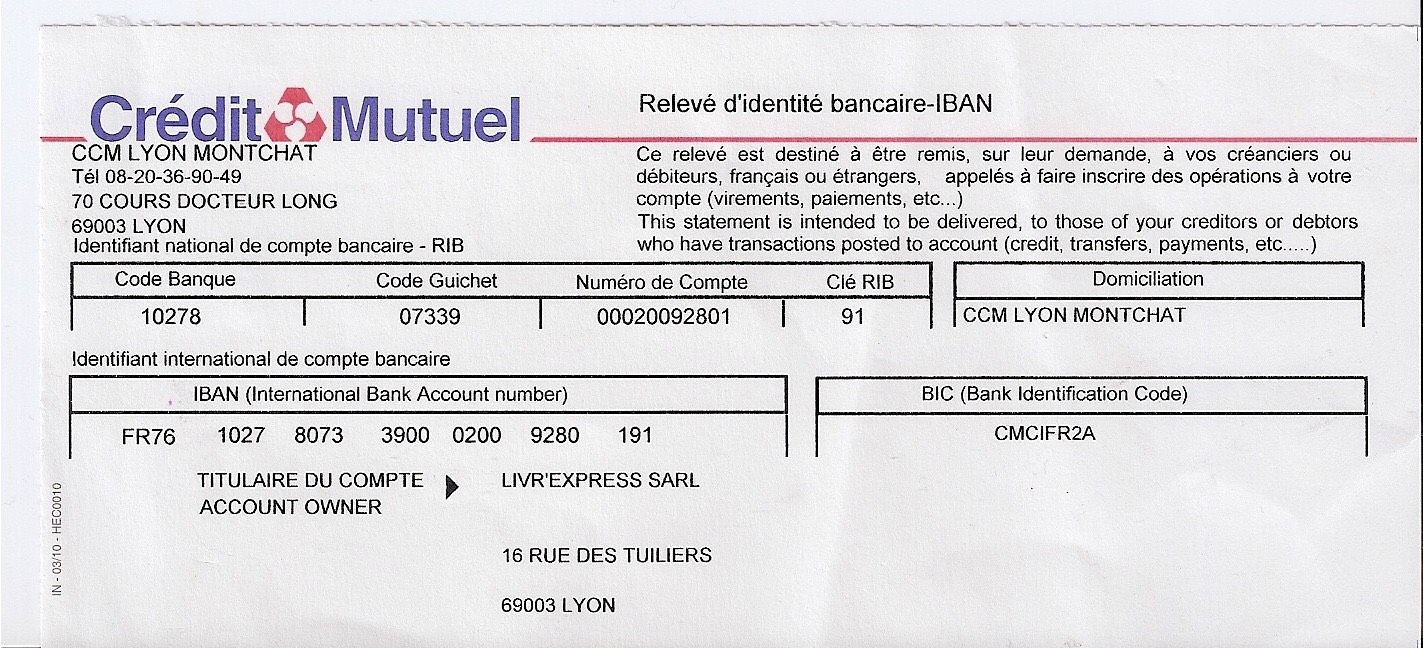 Crédit Mutuel
Relevé d'identité bancaire-IBAN
CCM LYON MONTCHAT
Tél 08-20-36-90-49
70 COURS DOCTEUR LONG
69003 LYON
Ce relevé est destiné à être remis, sur leur demande, à vos créanciers ou
débiteurs, français ou étrangers, appelés à faire inscrire des opérations à votre
compte (virements, paiements, etc...)
This statement is intended to be delivered, to those of your creditors or debtors
who have transactions posted to account (credit, transfers, payments, etc.....)
Identifiant national de compte bancaire - RIB
Code Banque Code Guichet Numéro de Compte Clé RIB
10278 07339 00020092801 91
Domiciliation
CCM LYON MONTCHAT
Identifiant international de compte bancaire
IBAN (International Bank Account number)
FR76 1027 8073 3900 0200 9280 191
BIC (Bank Identification Code)
CMCIFR2A
TITULAIRE DU COMPTE
ACCOUNT OWNER
LIVR'EXPRESS SARL
16 RUE DES TUILIERS
69003 LYON
IN - 03/10 - HEC0010